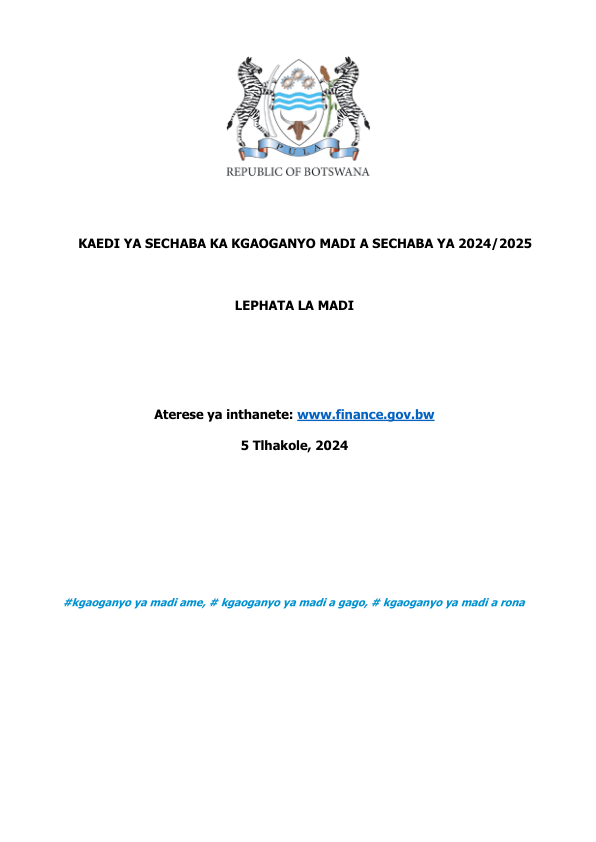 PULA
REPUBLIC OF BOTSWANA
KAEDI YA SECHABA KA KGAOGANYO MADI A SECHABA YA 2024/2025
LEPHATA LA MADI
Aterese ya inthanete: www.finance.gov.bw
5 Tlhakole, 2024
#kgaoganyo ya madi ame, # kgaoganyo ya madi a gago, # kgaoganyo ya madi a rona